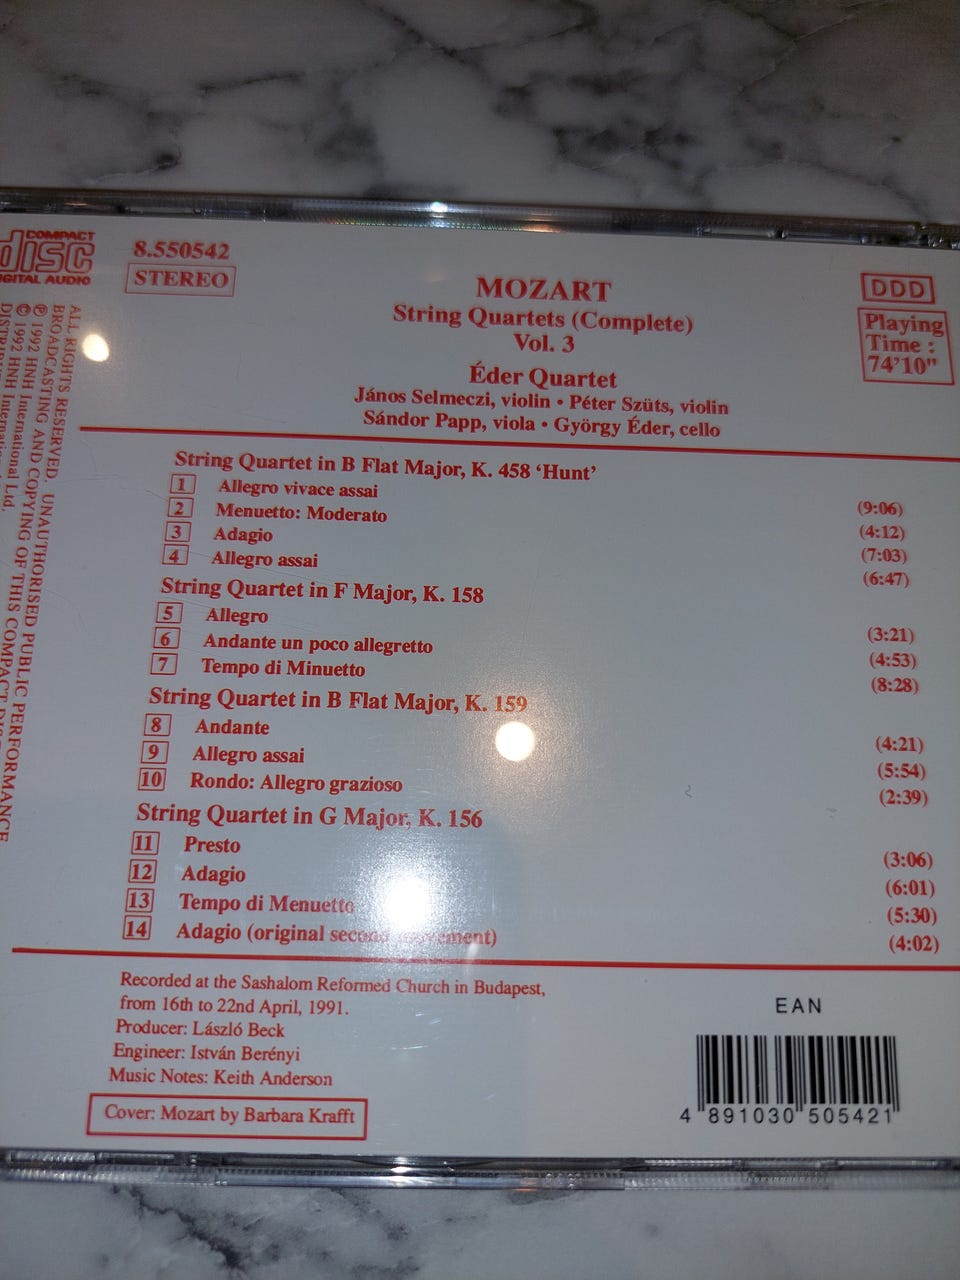 COMPACT
disc
DIGITAL AUDIO
8.550542
STEREO
MOZART
String Quartets (Complete)
Vol. 3
Éder Quartet
János Selmeczi, violin • Péter Szüts, violin
Sándor Papp, viola • György Éder, cello
DDD
Playing
Time :
74'10"
String Quartet in B Flat Major, K. 458 ‘Hunt’
1 Allegro vivace assai (9:06)
2 Menuetto: Moderato (4:12)
3 Adagio (7:03)
4 Allegro assai (6:47)
String Quartet in F Major, K. 158
5 Allegro (3:21)
6 Andante un poco allegretto (4:53)
7 Tempo di Minuetto (8:28)
String Quartet in B Flat Major, K. 159
8 Andante (4:21)
9 Allegro assai (5:54)
10 Rondo: Allegro grazioso (2:39)
String Quartet in G Major, K. 156
11 Presto (3:06)
12 Adagio (6:01)
13 Tempo di Menuetto (5:30)
14 Adagio (original second movement) (4:02)
Recorded at the Sashalom Reformed Church in Budapest,
from 16th to 22nd April, 1991.
Producer: László Beck
Engineer: István Berényi
Music Notes: Keith Anderson
Cover: Mozart by Barbara Krafft
EAN
4 891030 505421
ALL RIGHTS RESERVED. UNAUTHORISED PUBLIC PERFORMANCE,
BROADCASTING AND COPYING OF THIS COMPACT
℗ 1992 HNH International Ltd.
© 1992 HNH International Ltd.